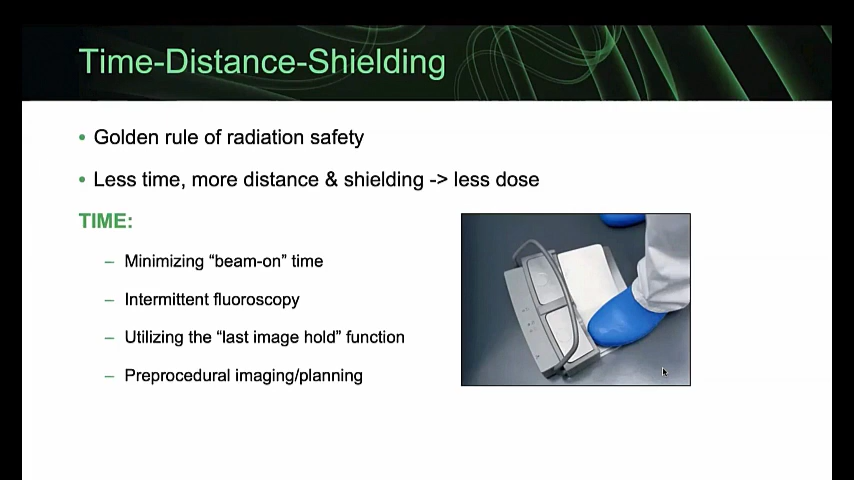 Time-Distance-Shielding
• Golden rule of radiation safety
• Less time, more distance & shielding -> less dose
TIME:
– Minimizing “beam-on” time
– Intermittent fluoroscopy
– Utilizing the “last image hold” function
– Preprocedural imaging/planning